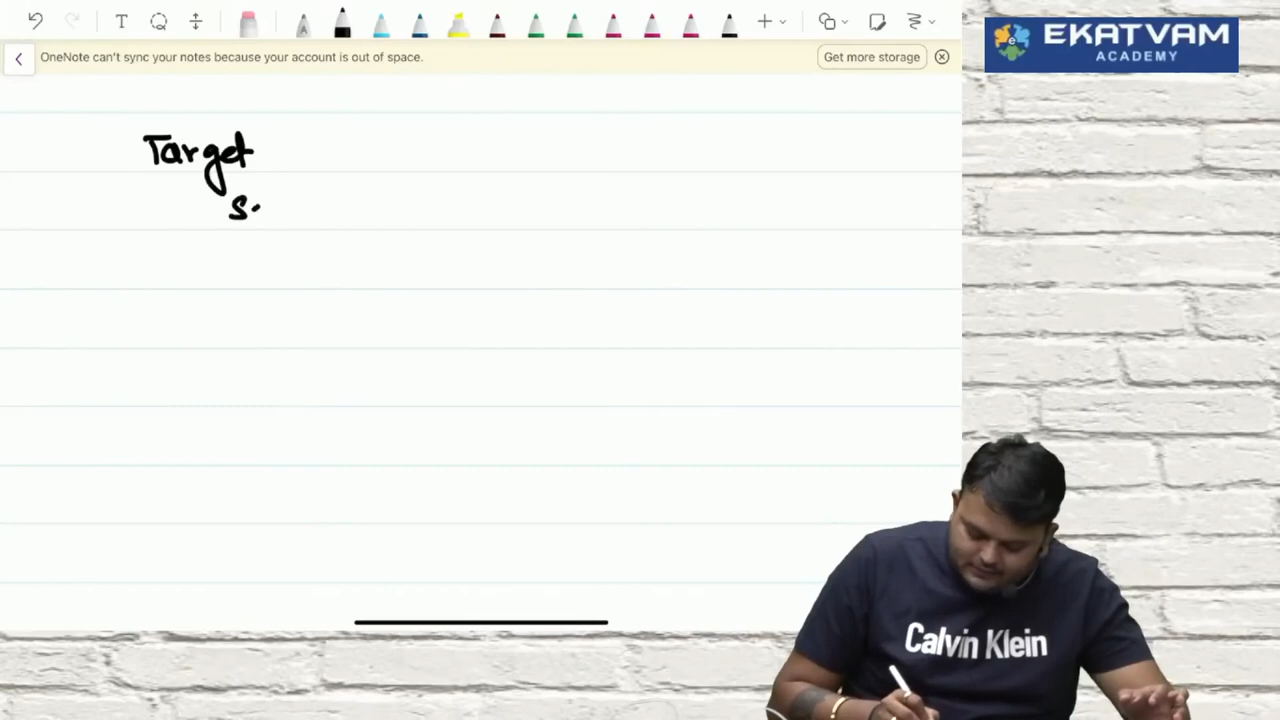 EKATVAM
ACADEMY
OneNote can't sync your notes because your account is out of space.
Get more storage
Target
S.
Calvin Klein